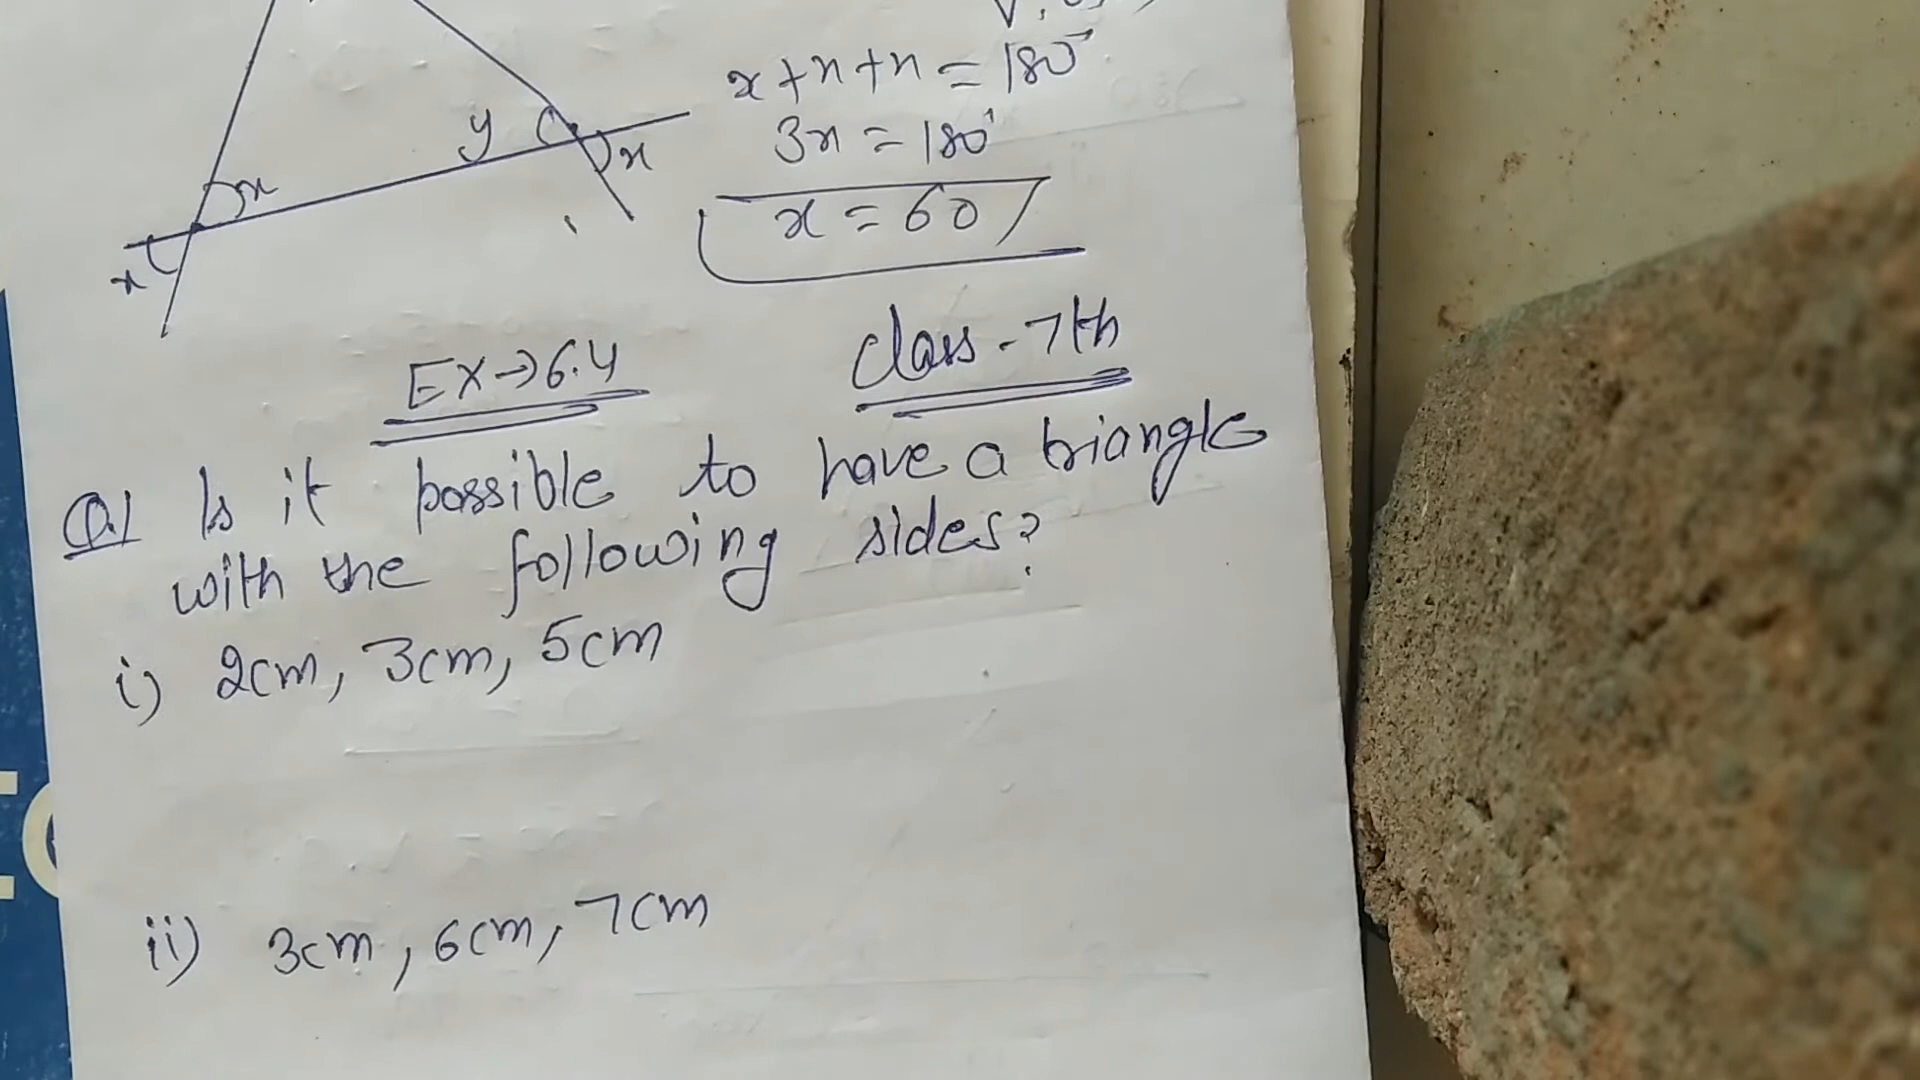 x+x+x = 180°
3x = 180°
x = 60
y
x
x
x
EX→6.4
Class-7th
Q.1 Is it possible to have a triangle
with the following sides?
i) 2cm, 3cm, 5cm
ii) 3cm, 6cm, 7cm